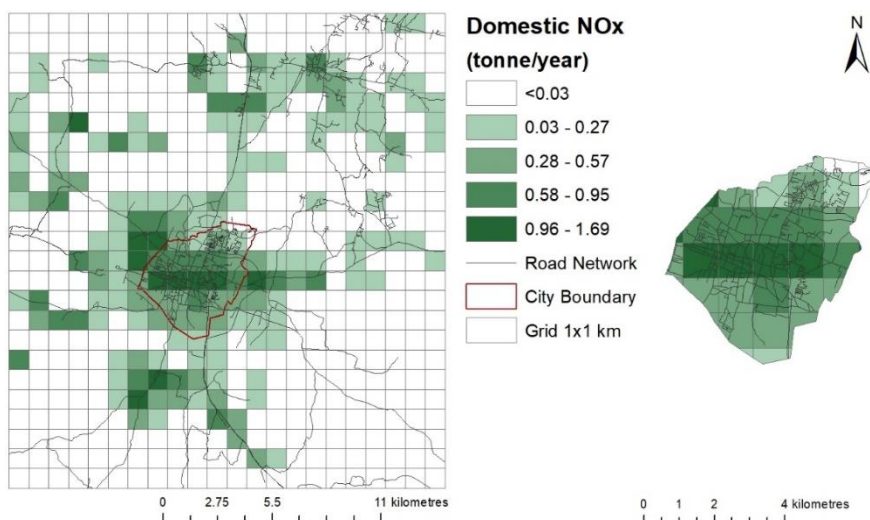 Domestic NOx
(tonne/year)
<0.03
0.03 - 0.27
0.28 - 0.57
0.58 - 0.95
0.96 - 1.69
Road Network
City Boundary
Grid 1x1 km
N
0 2.75 5.5 11 kilometres
0 1 2 4 kilometres